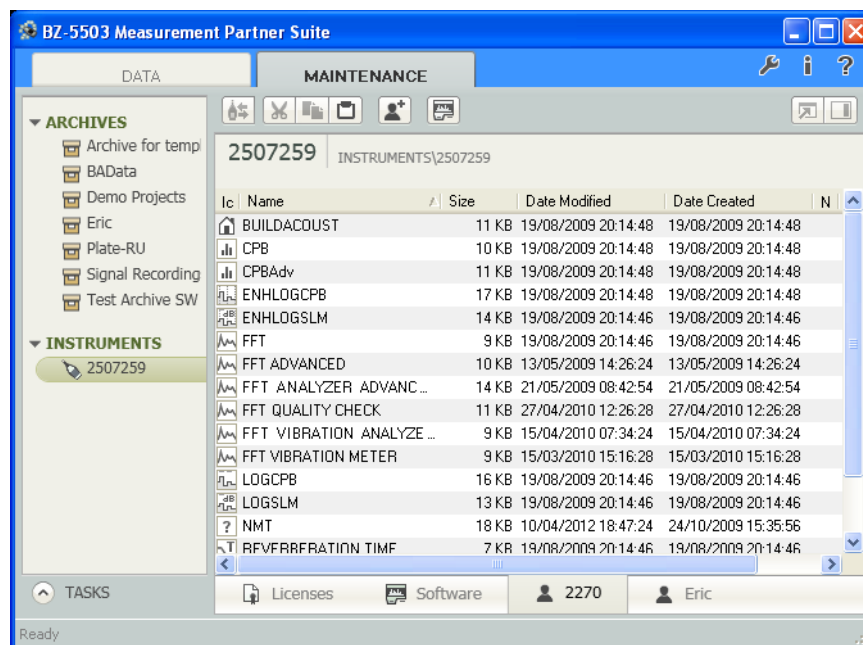 BZ-5503 Measurement Partner Suite
DATA
MAINTENANCE
ARCHIVES
Archive for templ
BAData
Demo Projects
Eric
Plate-RU
Signal Recording
Test Archive SW
INSTRUMENTS
2507259
2507259 INSTRUMENTS\2507259
Ic Name Size Date Modified Date Created N
BUILDACOUST 11 KB 19/08/2009 20:14:48 19/08/2009 20:14:48
CPB 10 KB 19/08/2009 20:14:48 19/08/2009 20:14:48
CPBAdv 11 KB 19/08/2009 20:14:48 19/08/2009 20:14:48
ENHLOGCPB 17 KB 19/08/2009 20:14:48 19/08/2009 20:14:48
ENHLOGSLM 14 KB 19/08/2009 20:14:46 19/08/2009 20:14:46
FFT 9 KB 19/08/2009 20:14:46 19/08/2009 20:14:46
FFT ADVANCED 10 KB 13/05/2009 14:26:24 13/05/2009 14:26:24
FFT ANALYZER ADVANC... 14 KB 21/05/2009 08:42:54 21/05/2009 08:42:54
FFT QUALITY CHECK 11 KB 27/04/2010 12:26:28 27/04/2010 12:26:28
FFT VIBRATION ANALYZE... 9 KB 15/04/2010 07:34:24 15/04/2010 07:34:24
FFT VIBRATION METER 9 KB 15/03/2010 15:16:28 15/03/2010 15:16:28
LOGCPB 16 KB 19/08/2009 20:14:46 19/08/2009 20:14:46
LOGSLM 13 KB 19/08/2009 20:14:46 19/08/2009 20:14:46
NMT 18 KB 10/04/2012 18:47:24 24/10/2009 15:35:56
REVERBERATION TIME 7 KB 19/08/2009 20:14:46 19/08/2009 20:14:46
TASKS
Licenses
Software
2270
Eric
Ready